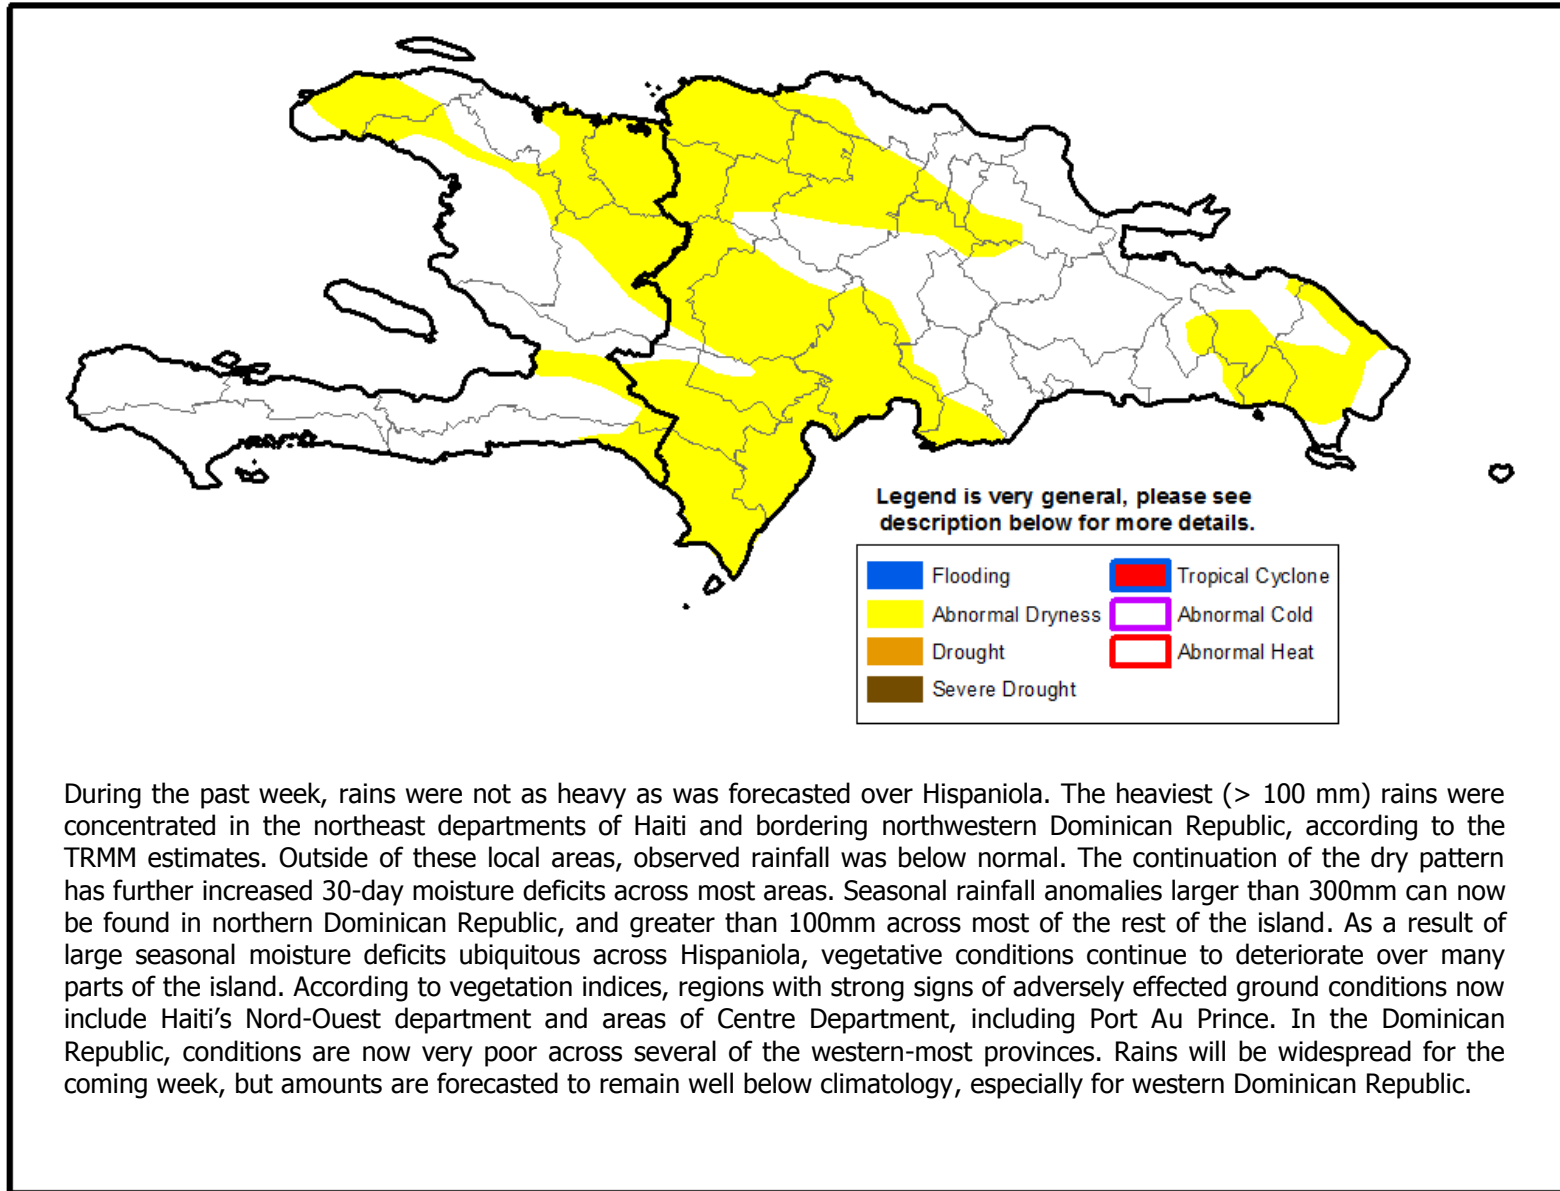 Legend is very general, please see
description below for more details.
Flooding
Tropical Cyclone
Abnormal Dryness
Abnormal Cold
Drought
Abnormal Heat
Severe Drought
During the past week, rains were not as heavy as was forecasted over Hispaniola. The heaviest (> 100 mm) rains were
concentrated in the northeast departments of Haiti and bordering northwestern Dominican Republic, according to the
TRMM estimates. Outside of these local areas, observed rainfall was below normal. The continuation of the dry pattern
has further increased 30-day moisture deficits across most areas. Seasonal rainfall anomalies larger than 300mm can now
be found in northern Dominican Republic, and greater than 100mm across most of the rest of the island. As a result of
large seasonal moisture deficits ubiquitous across Hispaniola, vegetative conditions continue to deteriorate over many
parts of the island. According to vegetation indices, regions with strong signs of adversely effected ground conditions now
include Haiti’s Nord-Ouest department and areas of Centre Department, including Port Au Prince. In the Dominican
Republic, conditions are now very poor across several of the western-most provinces. Rains will be widespread for the
coming week, but amounts are forecasted to remain well below climatology, especially for western Dominican Republic.